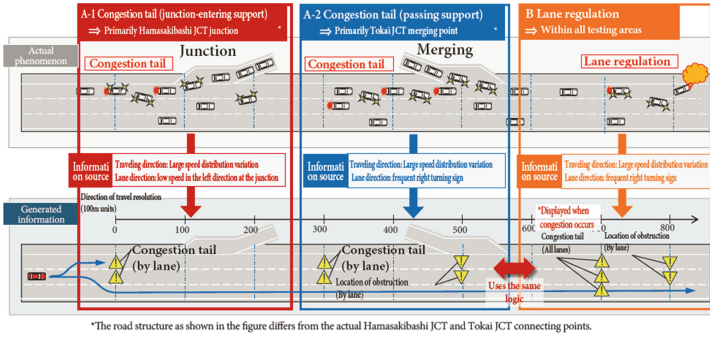 A-1 Congestion tail (junction-entering support)
⇒ Primarily Hamasakibashi JCT junction *
A-2 Congestion tail (passing support)
⇒ Primarily Tokai JCT merging point *
B Lane regulation
⇒ Within all testing areas
Actual
phenomenon
Junction
Congestion tail
Merging
Congestion tail
Lane regulation
Informati
on source
Traveling direction: Large speed distribution variation
Lane direction: low speed in the left direction at the junction
Informati
on source
Traveling direction: Large speed distribution variation
Lane direction: frequent right turning sign
Informati
on source
Traveling direction: Large speed distribution variation
Lane direction: frequent right turning sign
Generated
information
Direction of travel resolution
(100m units)
0
100
200
300
400
500
600
0
800
*Displayed when
congestion occurs
Congestion tail
(by lane)
Congestion tail
(by lane)
Location of obstruction
(By lane)
Uses the same
logic
Congestion tail
(All lanes)
Location of obstruction
(By lane)
*The road structure as shown in the figure differs from the actual Hamasakibashi JCT and Tokai JCT connecting points.